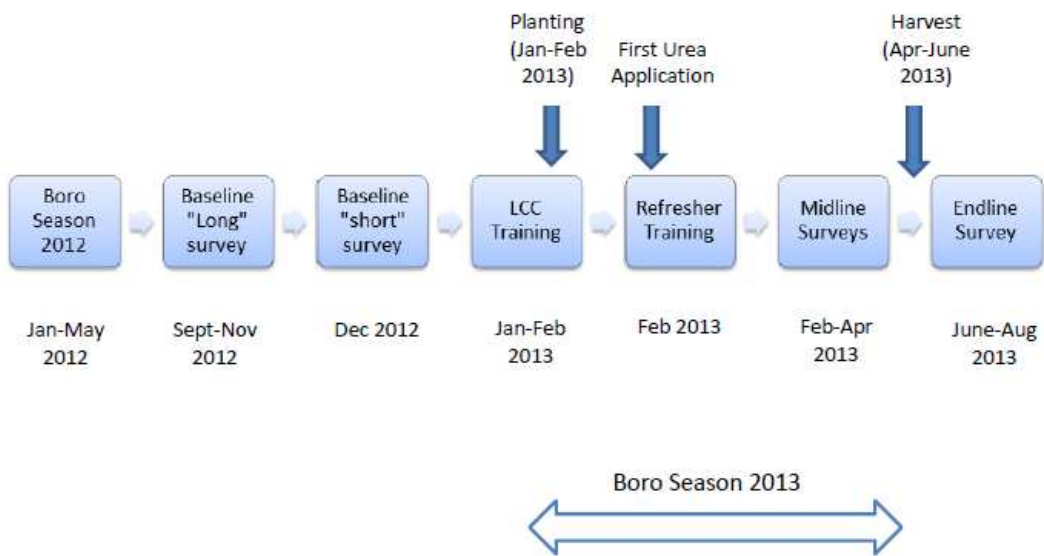 Planting
(Jan-Feb
2013)
First Urea
Application
Harvest
(Apr-June
2013)
Boro
Season
2012
Baseline
"Long"
survey
Baseline
"short"
survey
LCC
Training
Refresher
Training
Midline
Surveys
Endline
Survey
Jan-May
2012
Sept-Nov
2012
Dec 2012
Jan-Feb
2013
Feb 2013
Feb-Apr
2013
June-Aug
2013
Boro Season 2013